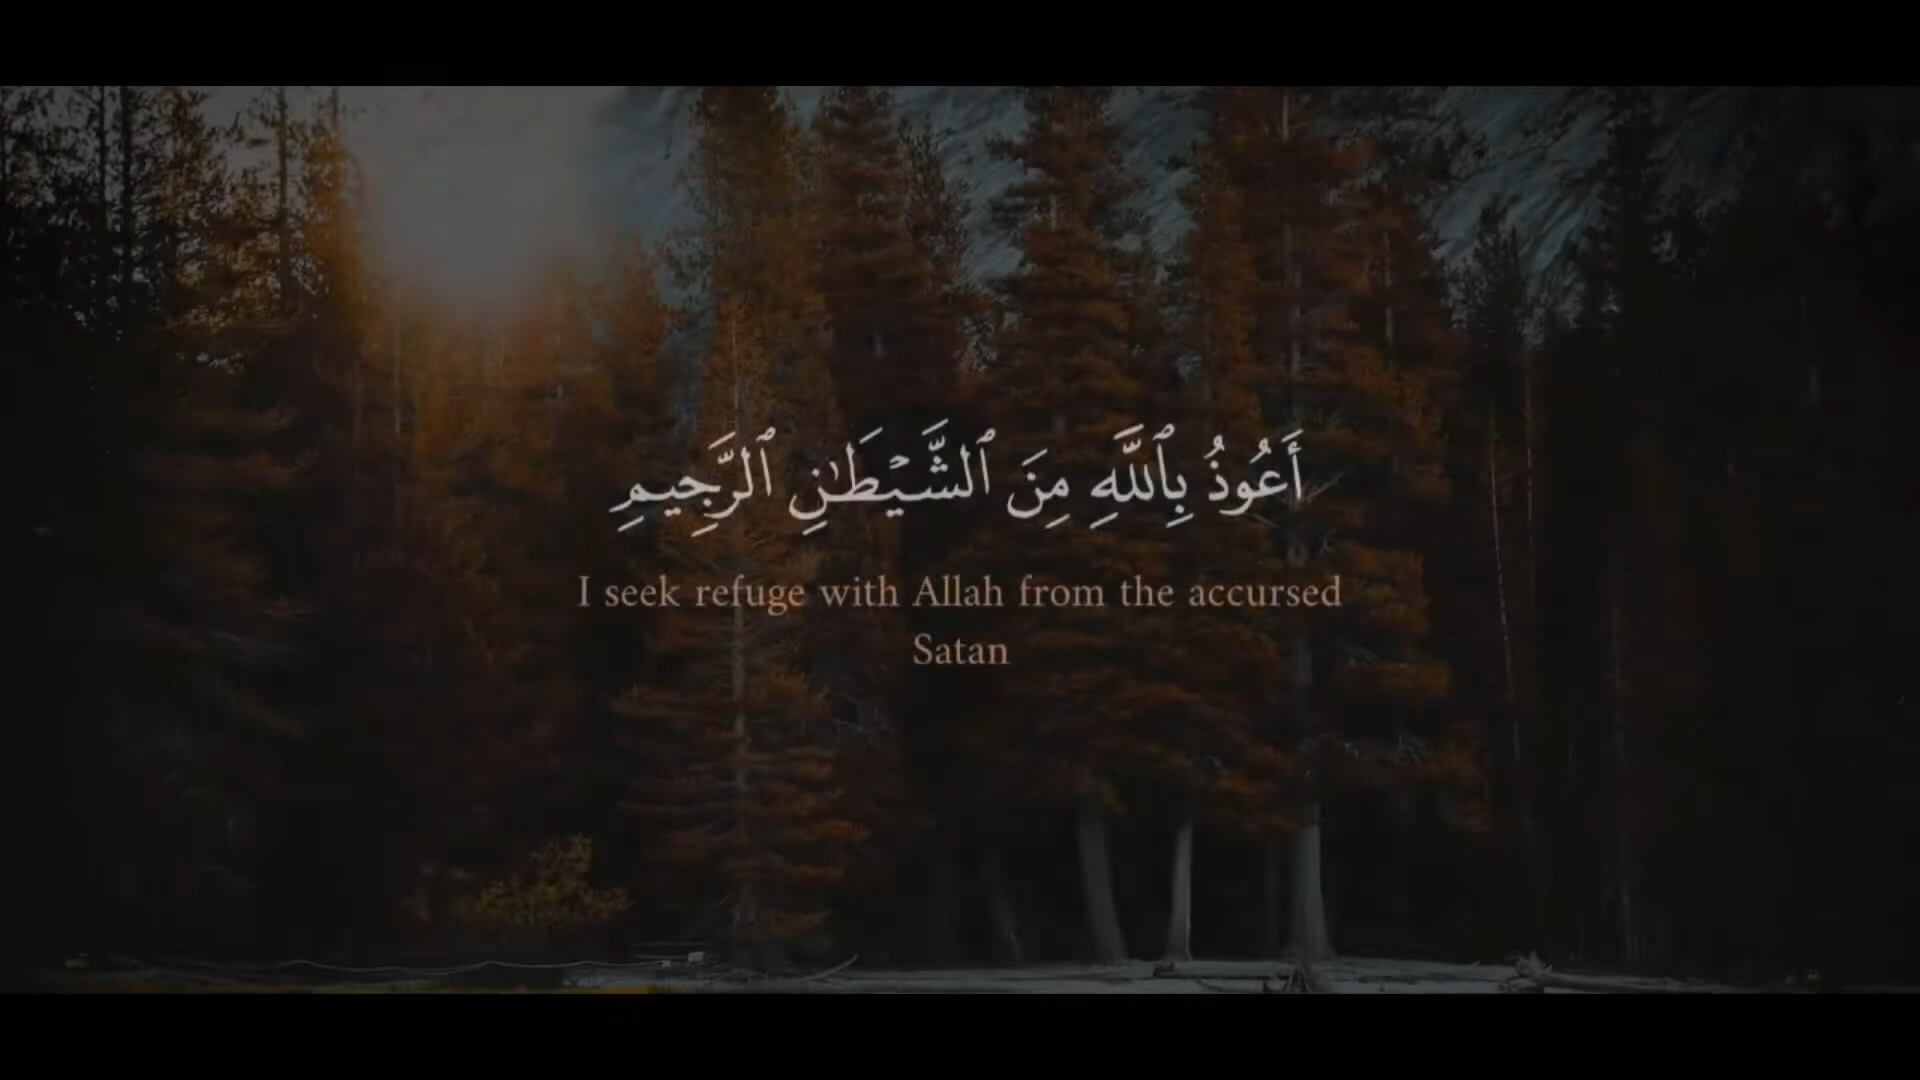 أَعُوذُ بِٱللَّهِ مِنَ ٱلشَّيْطَٰنِ ٱلرَّجِيمِ
I seek refuge with Allah from the accursed
Satan